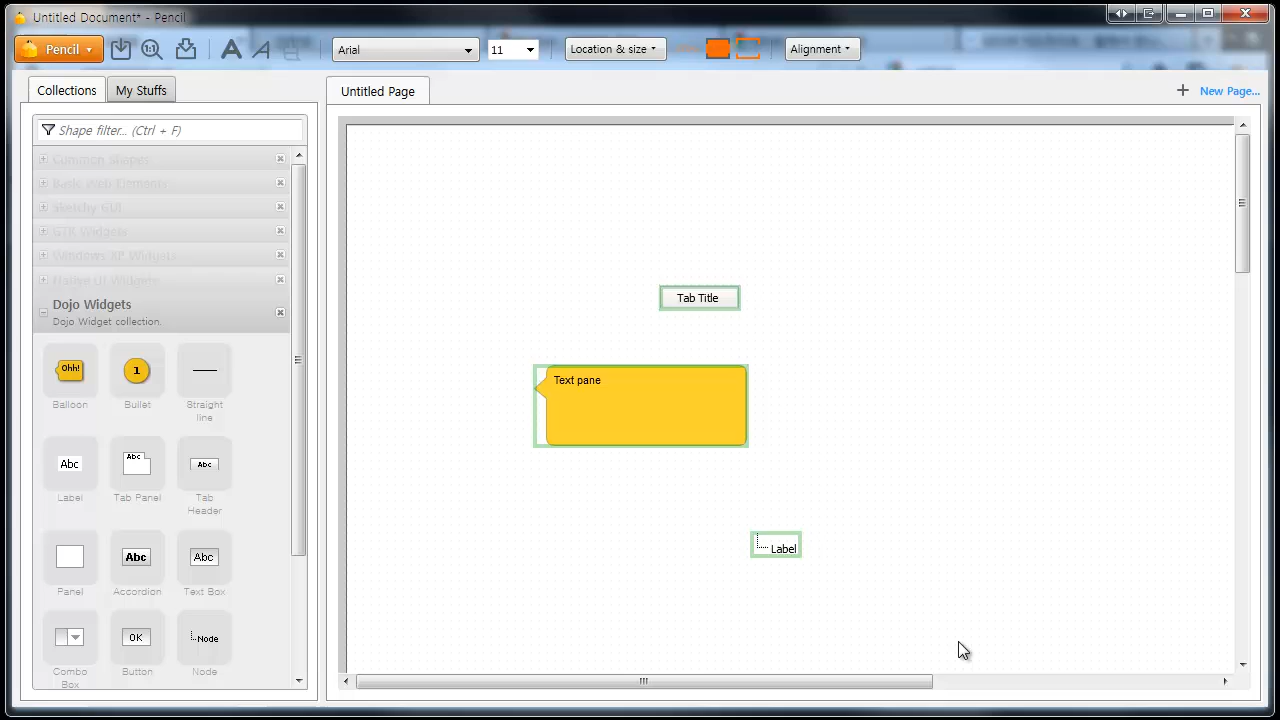 Untitled Document* - Pencil
Pencil
1:1
Arial
11
Location & size
Alignment
Collections
My Stuffs
Untitled Page
New Page...
Shape filter... (Ctrl + F)
Common Shapes
Basic Web Elements
Sketchy GUI
GTK Widgets
Windows XP Widgets
Native UI Widgets
Dojo Widgets
Dojo Widget collection.
Ohh!
1
Balloon
Bullet
Straight line
Abc
Abc
Abc
Label
Tab Panel
Tab Header
Abc
Abc
Panel
Accordion
Text Box
OK
Node
Combo Box
Button
Node
Tab Title
Text pane
Label